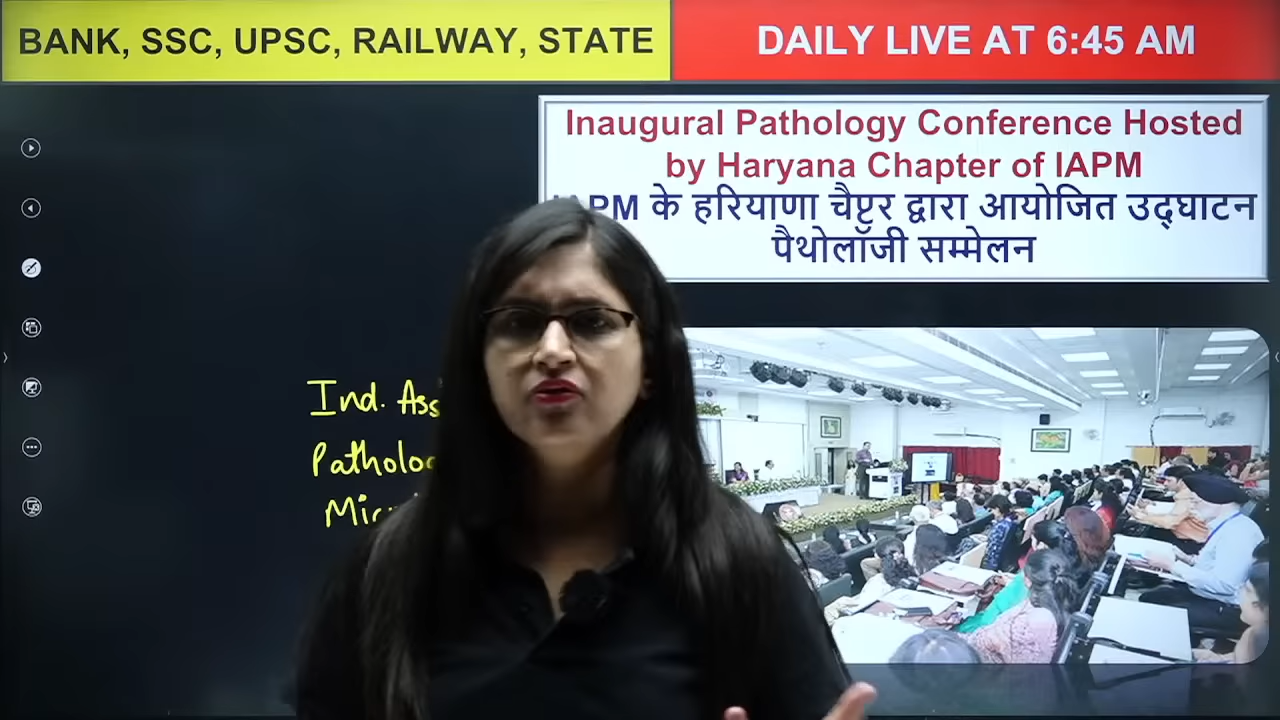 BANK, SSC, UPSC, RAILWAY, STATE
DAILY LIVE AT 6:45 AM
Inaugural Pathology Conference Hosted
by Haryana Chapter of IAPM
के हरियाणा चैप्टर द्वारा आयोजित उद्घाटन
पैथोलॉजी सम्मेलन
Ind.